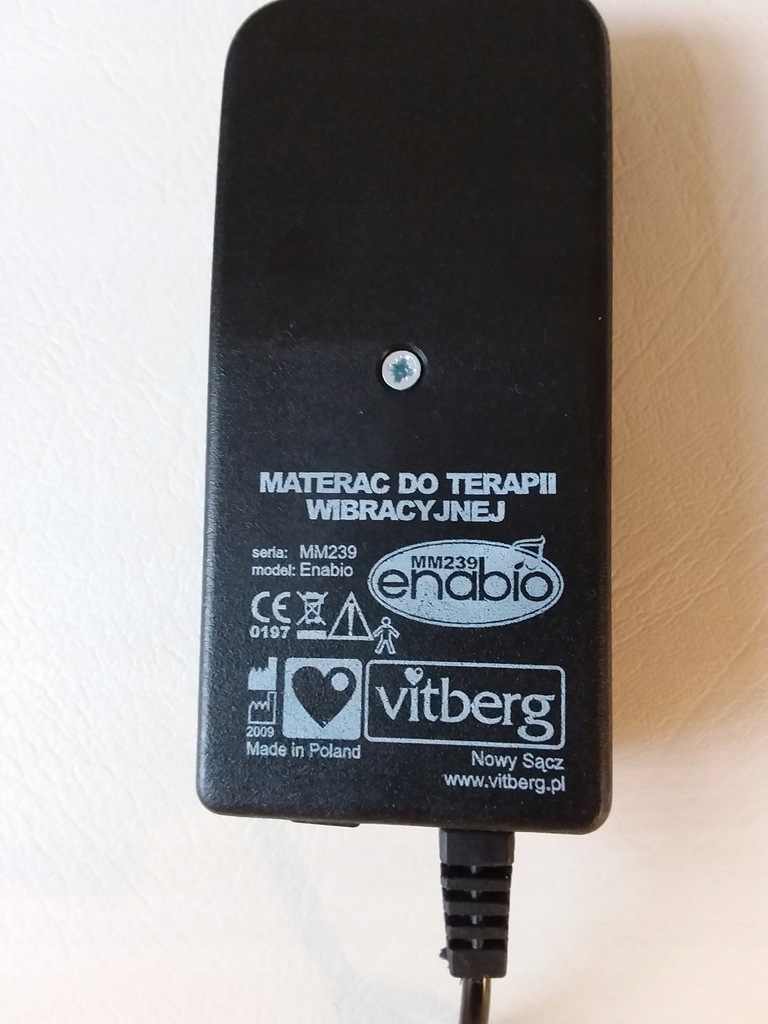 MATERAC DO TERAPII
WIBRACYJNEJ
seria: MM239
model: Enabio
MM239
enabio
CE
0197
2009
Made in Poland
vitberg
Nowy Sącz
www.vitberg.pl